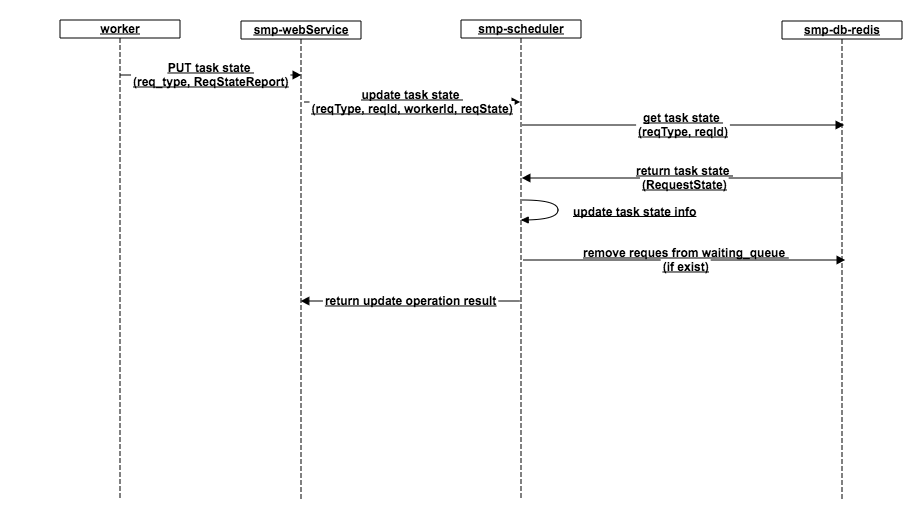 worker
smp-webService
smp-scheduler
smp-db-redis
PUT task state
(req_type, ReqStateReport)
update task state
(reqType, reqId, workerId, reqState)
get task state
(reqType, reqId)
return task state
(RequestState)
update task state info
remove reques from waiting_queue
(if exist)
return update operation result